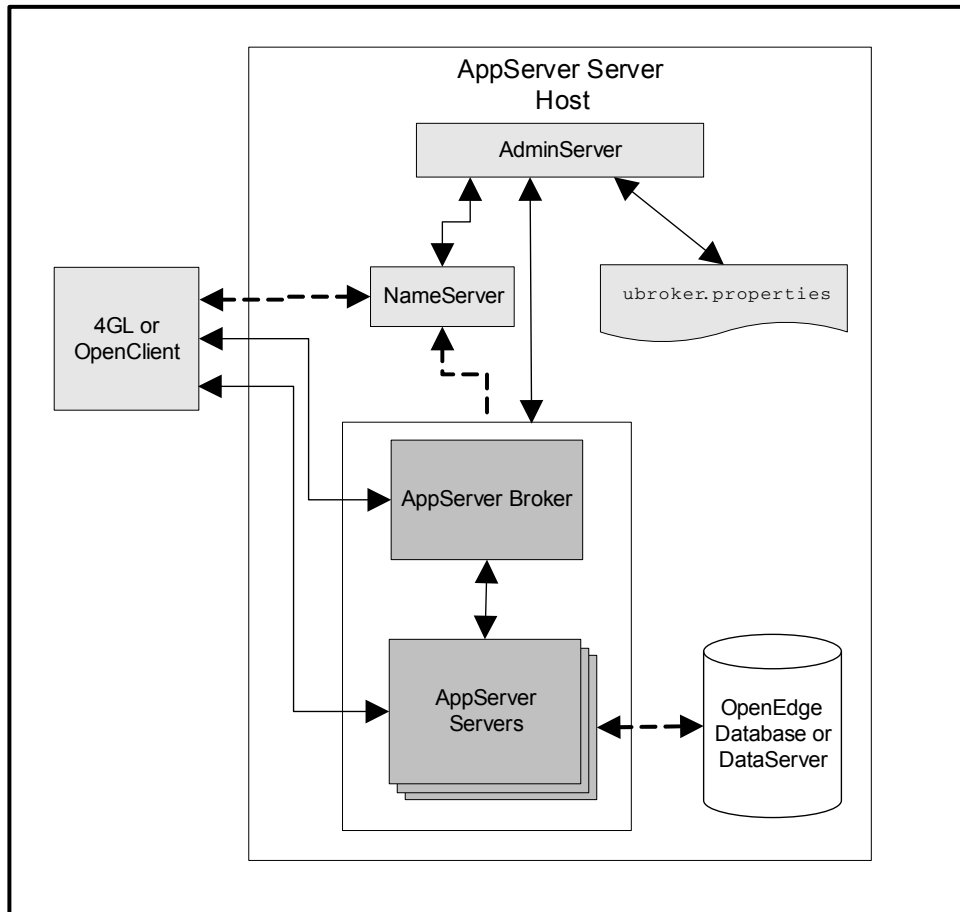 AppServer Server
Host
AdminServer
NameServer
ubroker.properties
4GL or
OpenClient
AppServer Broker
AppServer
Servers
OpenEdge
Database or
DataServer